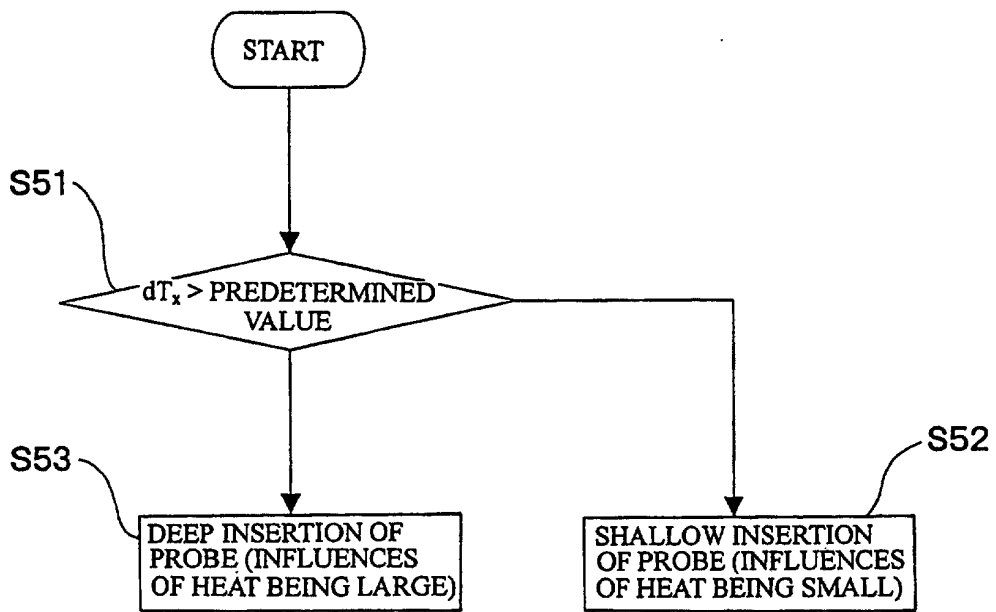 START
S51
dTx > PREDETERMINED
VALUE
S53
DEEP INSERTION OF
PROBE (INFLUENCES
OF HEAT BEING LARGE)
S52
SHALLOW INSERTION
OF PROBE (INFLUENCES
OF HEAT BEING SMALL)